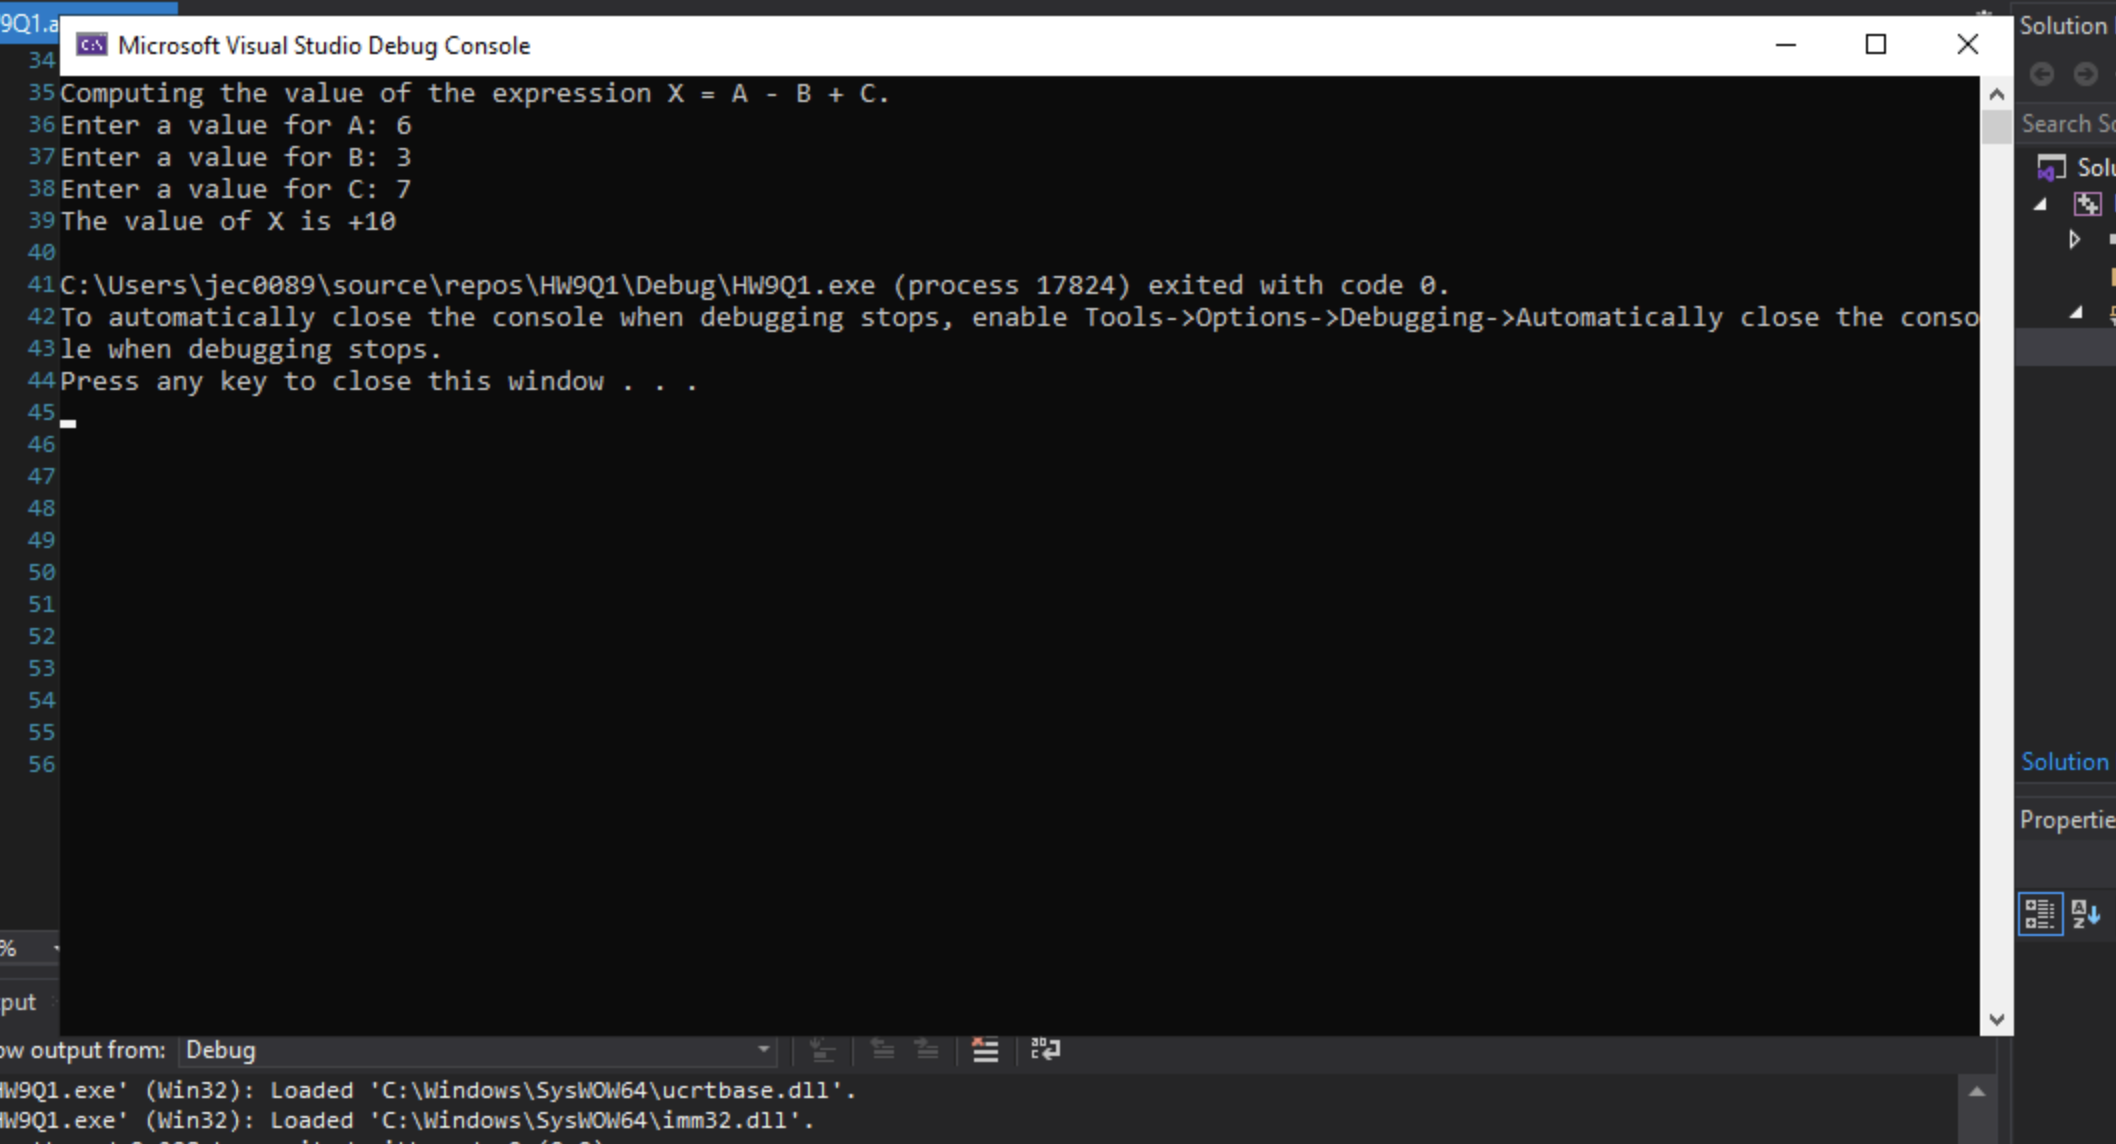 9Q1.a
Microsoft Visual Studio Debug Console
Solution
34
35 Computing the value of the expression X = A - B + C.
36 Enter a value for A: 6
37 Enter a value for B: 3
38 Enter a value for C: 7
39 The value of X is +10
40
41 C:\Users\jec0089\source\repos\HW9Q1\Debug\HW9Q1.exe (process 17824) exited with code 0.
42 To automatically close the console when debugging stops, enable Tools->Options->Debugging->Automatically close the conso
43 le when debugging stops.
44 Press any key to close this window . . .
45
46
47
48
49
50
51
52
53
54
55
56
Search So
Solu
Solution
Propertie
%
put
ow output from: Debug
HW9Q1.exe' (Win32): Loaded 'C:\Windows\SysWOW64\ucrtbase.dll'.
HW9Q1.exe' (Win32): Loaded 'C:\Windows\SysWOW64\imm32.dll'.